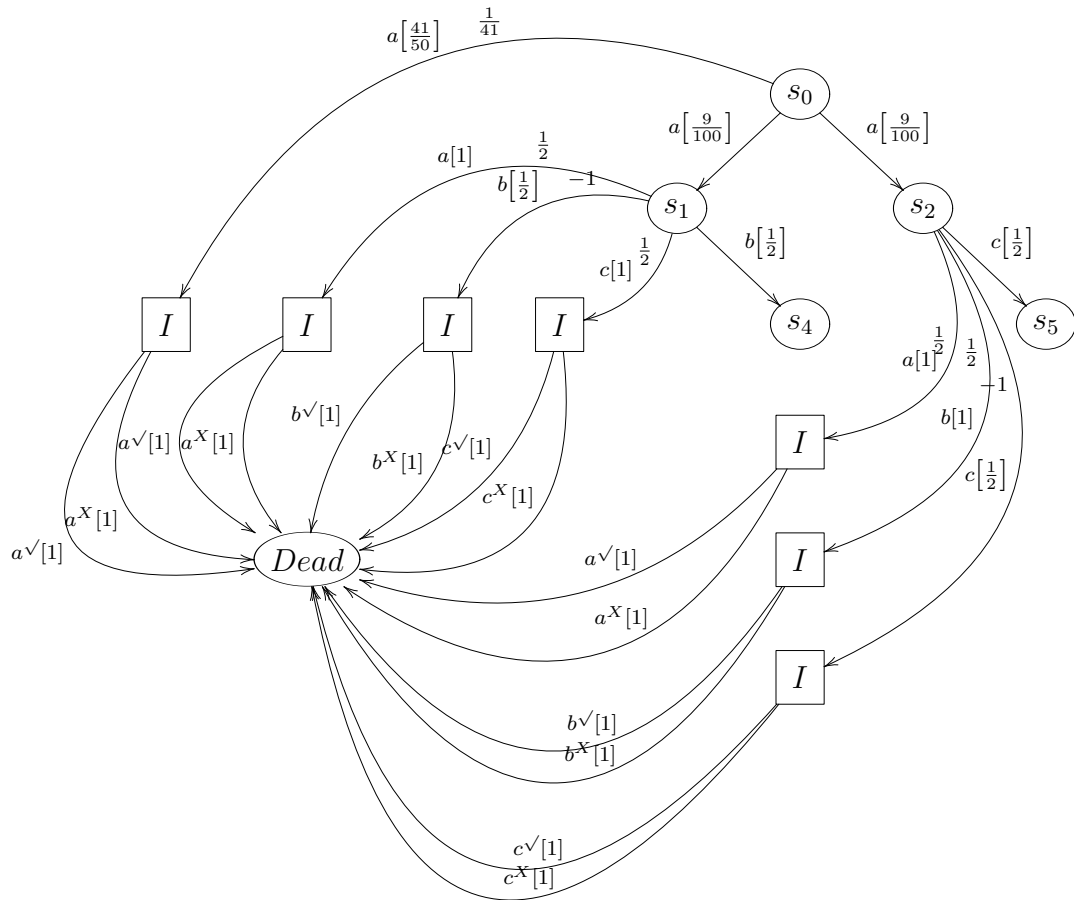 a[41/50] 1/41
s₀
a[9/100]
a[9/100]
a[1] 1/2
b[1/2] −1
s₁
s₂
c[1] 1/2
b[1/2]
c[1/2]
I
I
I
I
s₄
s₅
a[1] 1/2
1/2
−1
b[1]
c[1/2]
b√[1]
a√[1]
aX[1]
c√[1]
bX[1]
I
cX[1]
aX[1]
a√[1]
Dead
a√[1]
I
aX[1]
I
b√[1]
bX[1]
c√[1]
cX[1]